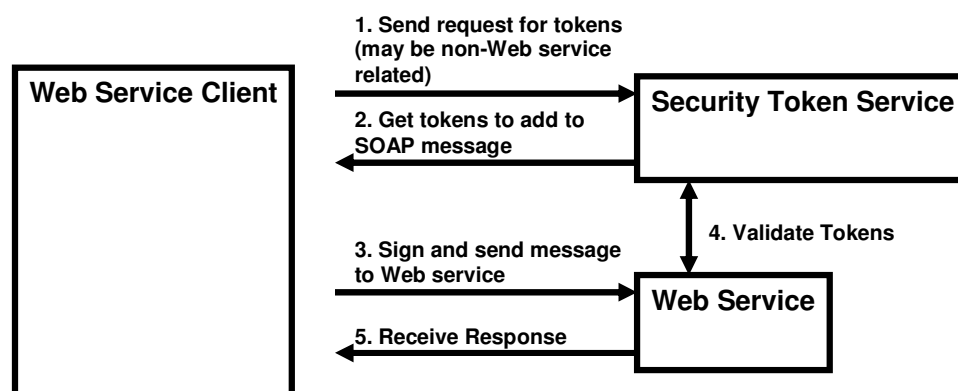 1. Send request for tokens
(may be non-Web service
related)
Web Service Client
Security Token Service
2. Get tokens to add to
SOAP message
4. Validate Tokens
3. Sign and send message
to Web service
Web Service
5. Receive Response